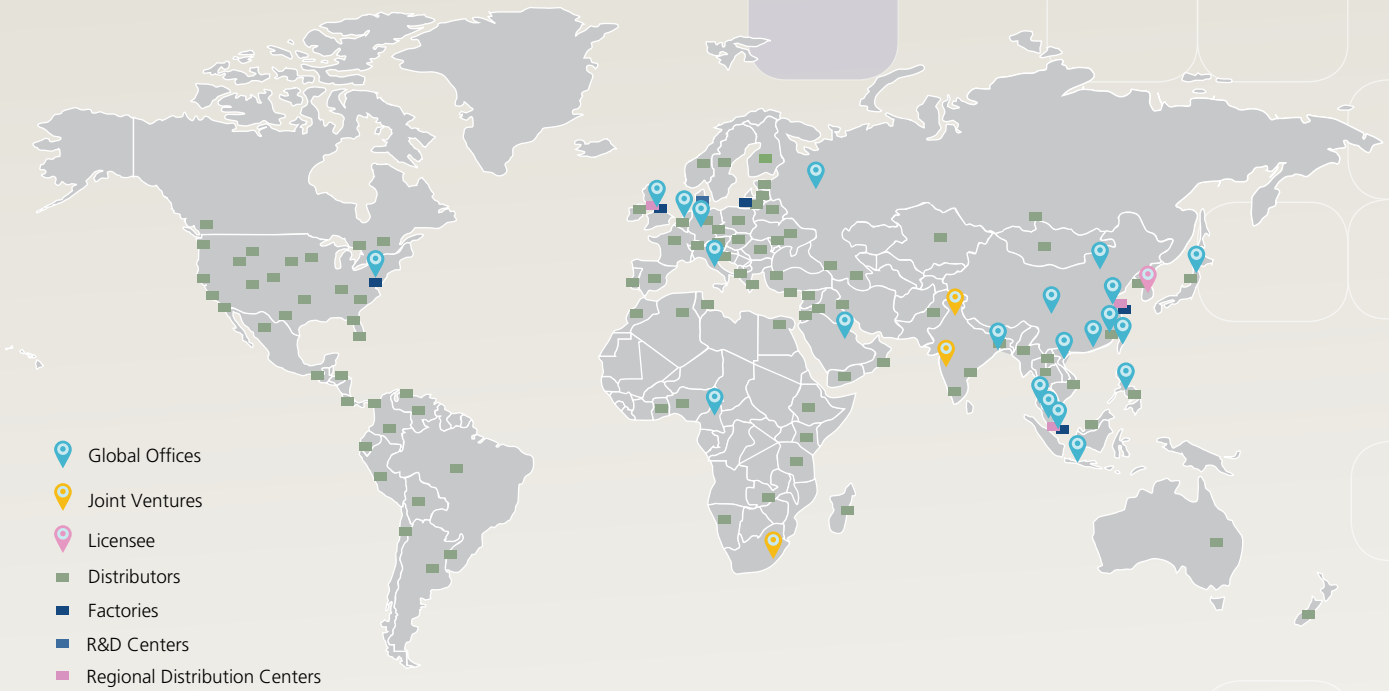 Global Offices
Joint Ventures
Licensee
Distributors
Factories
R&D Centers
Regional Distribution Centers